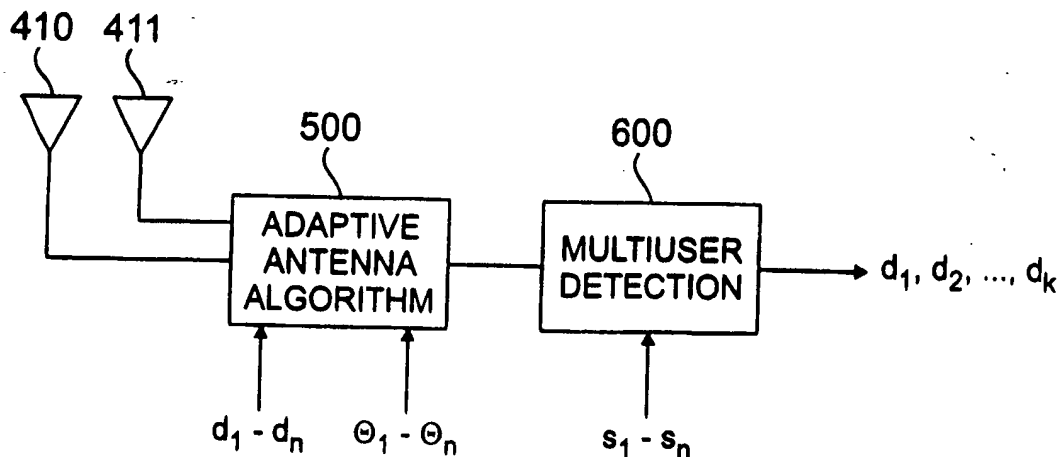 410 411
500
600
ADAPTIVE
ANTENNA
ALGORITHM
MULTIUSER
DETECTION
d₁, d₂, ..., dₖ
d₁ - dₙ
Θ₁ - Θₙ
s₁ - sₙ